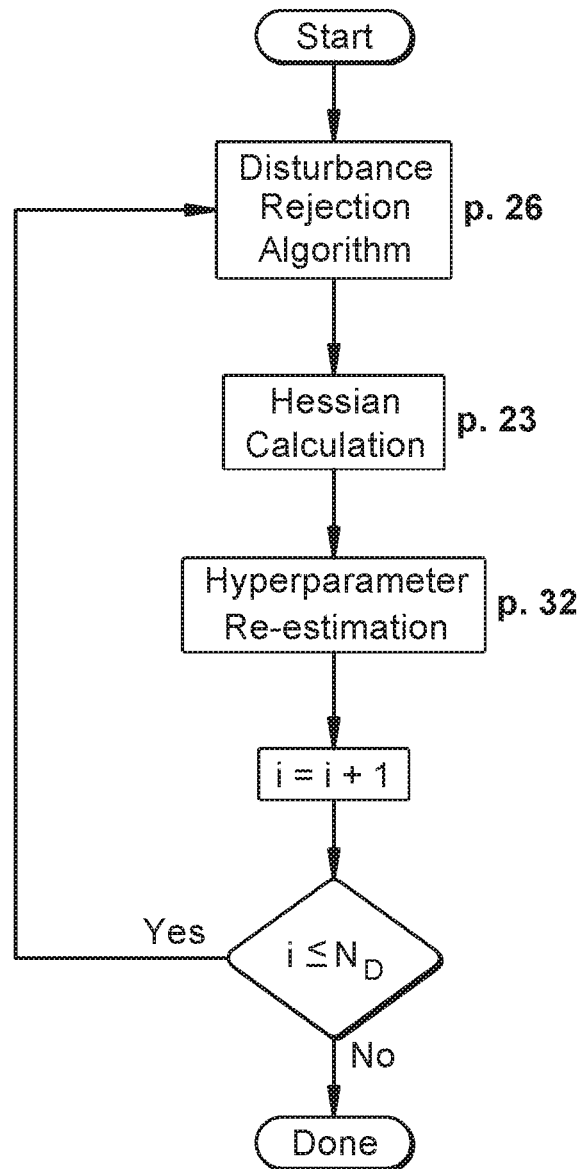 Start
Disturbance
Rejection
Algorithm
p. 26
Hessian
Calculation
p. 23
Hyperparameter
Re-estimation
p. 32
i = i + 1
Yes
i ≤ N_D
No
Done